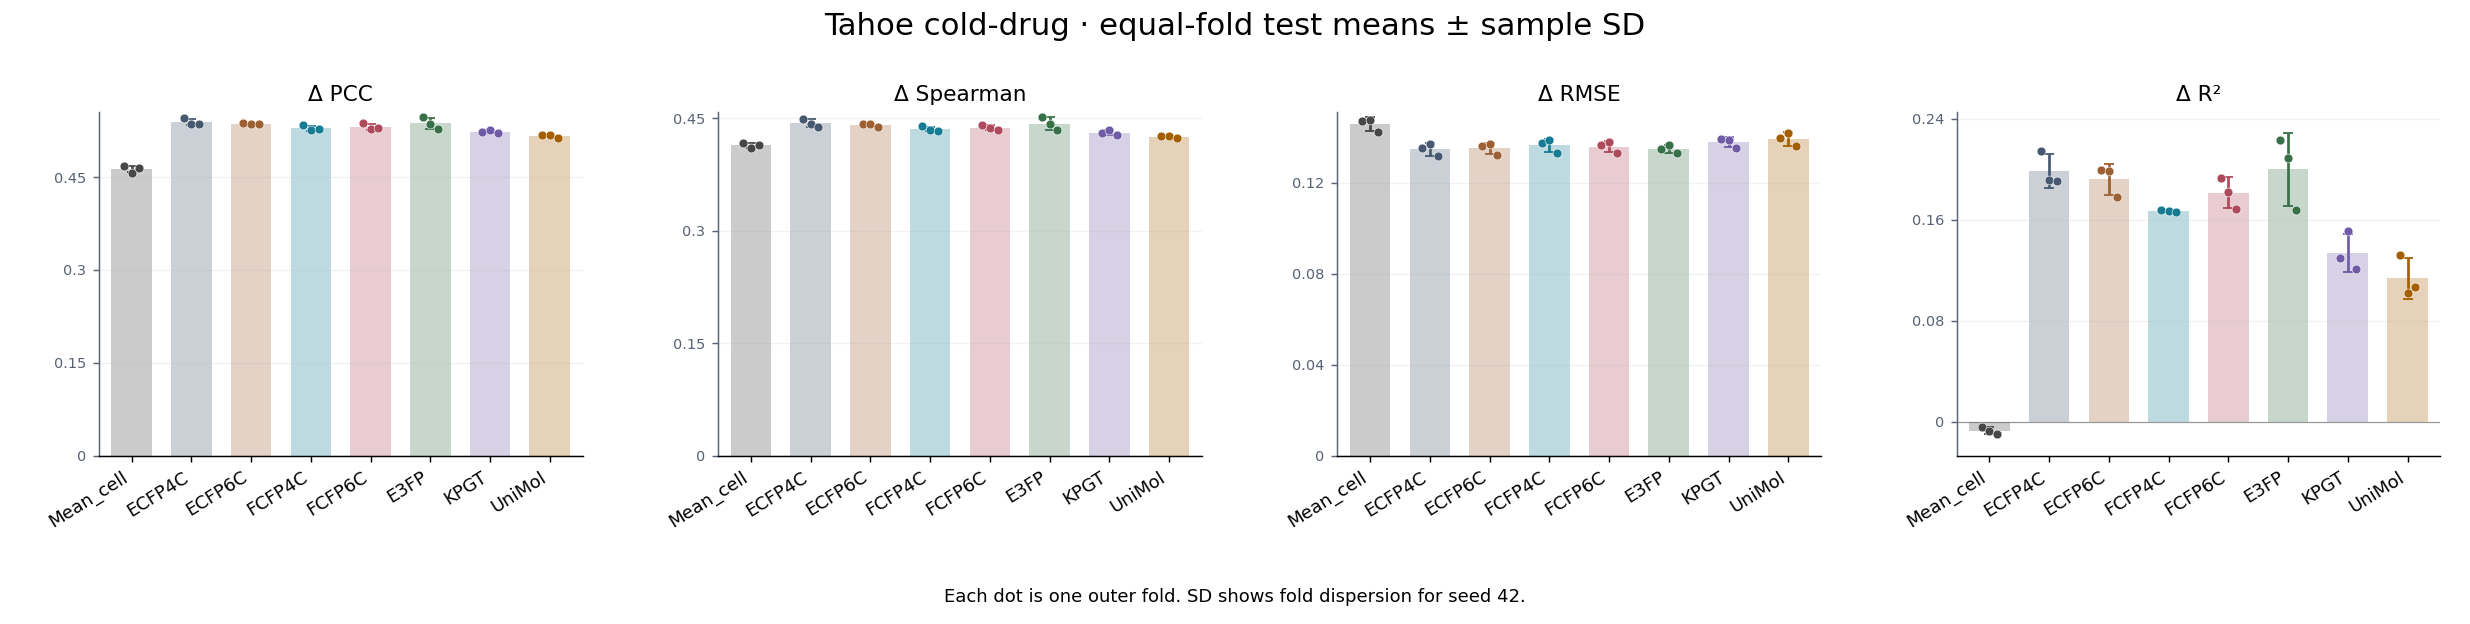 Tahoe cold-drug · equal-fold test means ± sample SD
Δ PCC
0.45
0.3
0.15
0
Mean_cell
ECFP4C
ECFP6C
FCFP4C
FCFP6C
E3FP
KPGT
UniMol
Δ Spearman
0.45
0.3
0.15
0
Mean_cell
ECFP4C
ECFP6C
FCFP4C
FCFP6C
E3FP
KPGT
UniMol
Δ RMSE
0.12
0.08
0.04
0
Mean_cell
ECFP4C
ECFP6C
FCFP4C
FCFP6C
E3FP
KPGT
UniMol
Δ R²
0.24
0.16
0.08
0
Mean_cell
ECFP4C
ECFP6C
FCFP4C
FCFP6C
E3FP
KPGT
UniMol
Each dot is one outer fold. SD shows fold dispersion for seed 42.